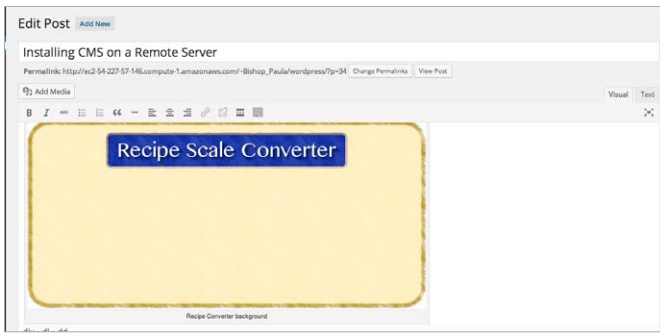 Edit Post Add New
Installing CMS on a Remote Server
Permalink: http://ec2-54-227-57-146.compute-1.amazonaws.com/~Bishop_Paula/wordpress/?p=34 Change Permalinks View Post
Add Media
Visual Text
B I
Recipe Scale Converter
Recipe Converter background